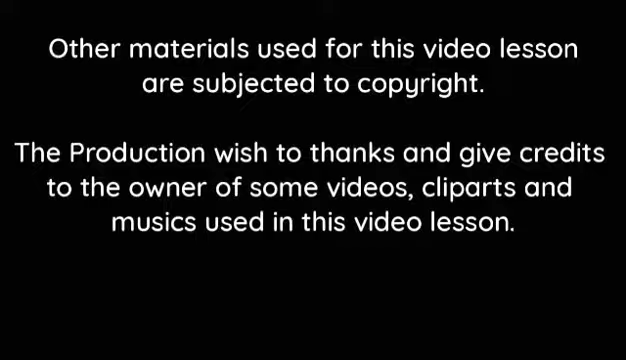 Other materials used for this video lesson
are subjected to copyright.
The Production wish to thanks and give credits
to the owner of some videos, cliparts and
musics used in this video lesson.